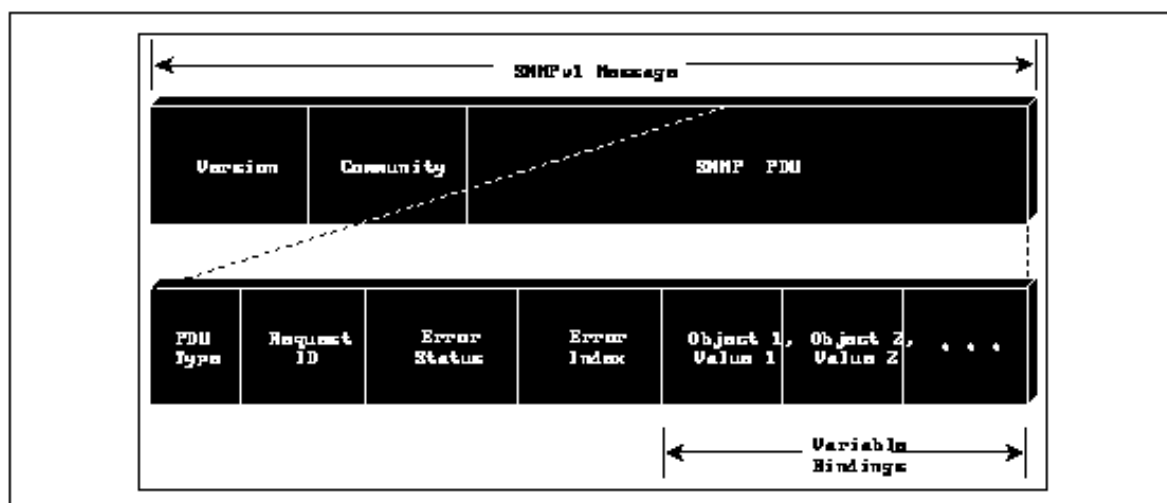 SNMPv1 Message
Version Community SNMP PDU
PDU Type
Request ID
Error Status
Error Index
Object 1, Value 1
Object 2, Value 2
. . .
Variable Bindings